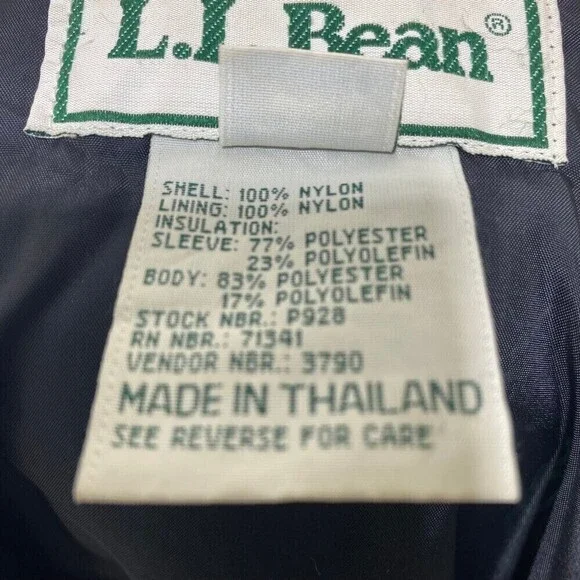 L.L. Bean®
SHELL: 100% NYLON
LINING: 100% NYLON
INSULATION:
SLEEVE: 77% POLYESTER
23% POLYOLEFIN
BODY: 83% POLYESTER
17% POLYOLEFIN
STOCK NBR.: P928
RN NBR.: 71341
VENDOR NBR.: 3790
MADE IN THAILAND
SEE REVERSE FOR CARE